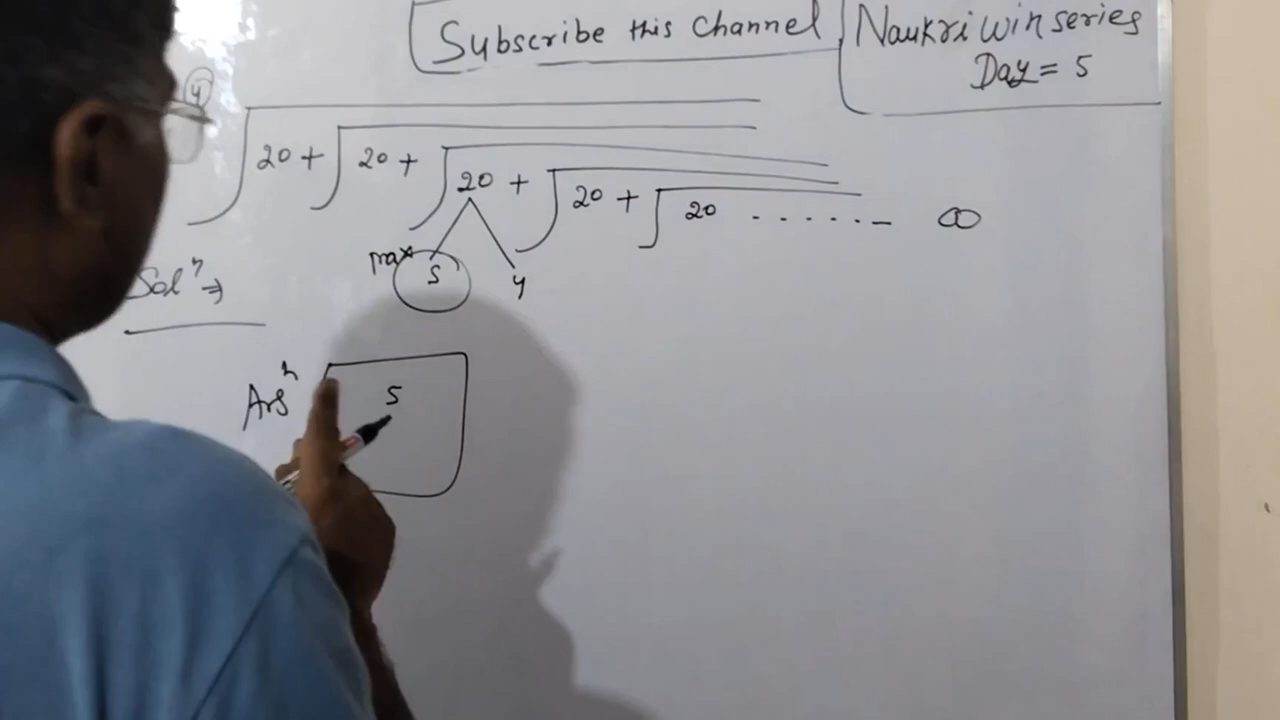 Subscribe this Channel
Naukri win series
Day = 5
4
√20 + √20 + √20 + √20 + √20 ------ ∞
max 5 4
Solⁿ ⇒
Ansⁿ 5